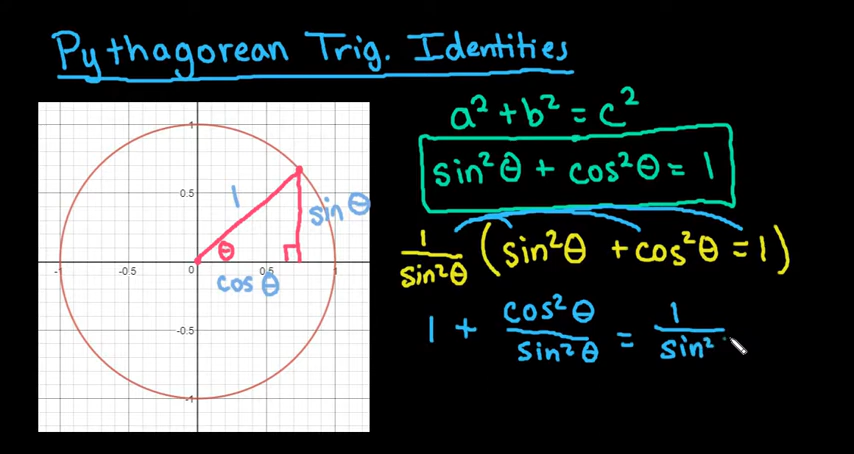 Pythagorean Trig. Identities
a² + b² = c²
sin²θ + cos²θ = 1
1/sin²θ (sin²θ + cos²θ = 1)
1 + cos²θ/sin²θ = 1/sin²
1
0.5
-1
-0.5
0
0.5
1
-0.5
-1
1
θ
sin θ
cos θ